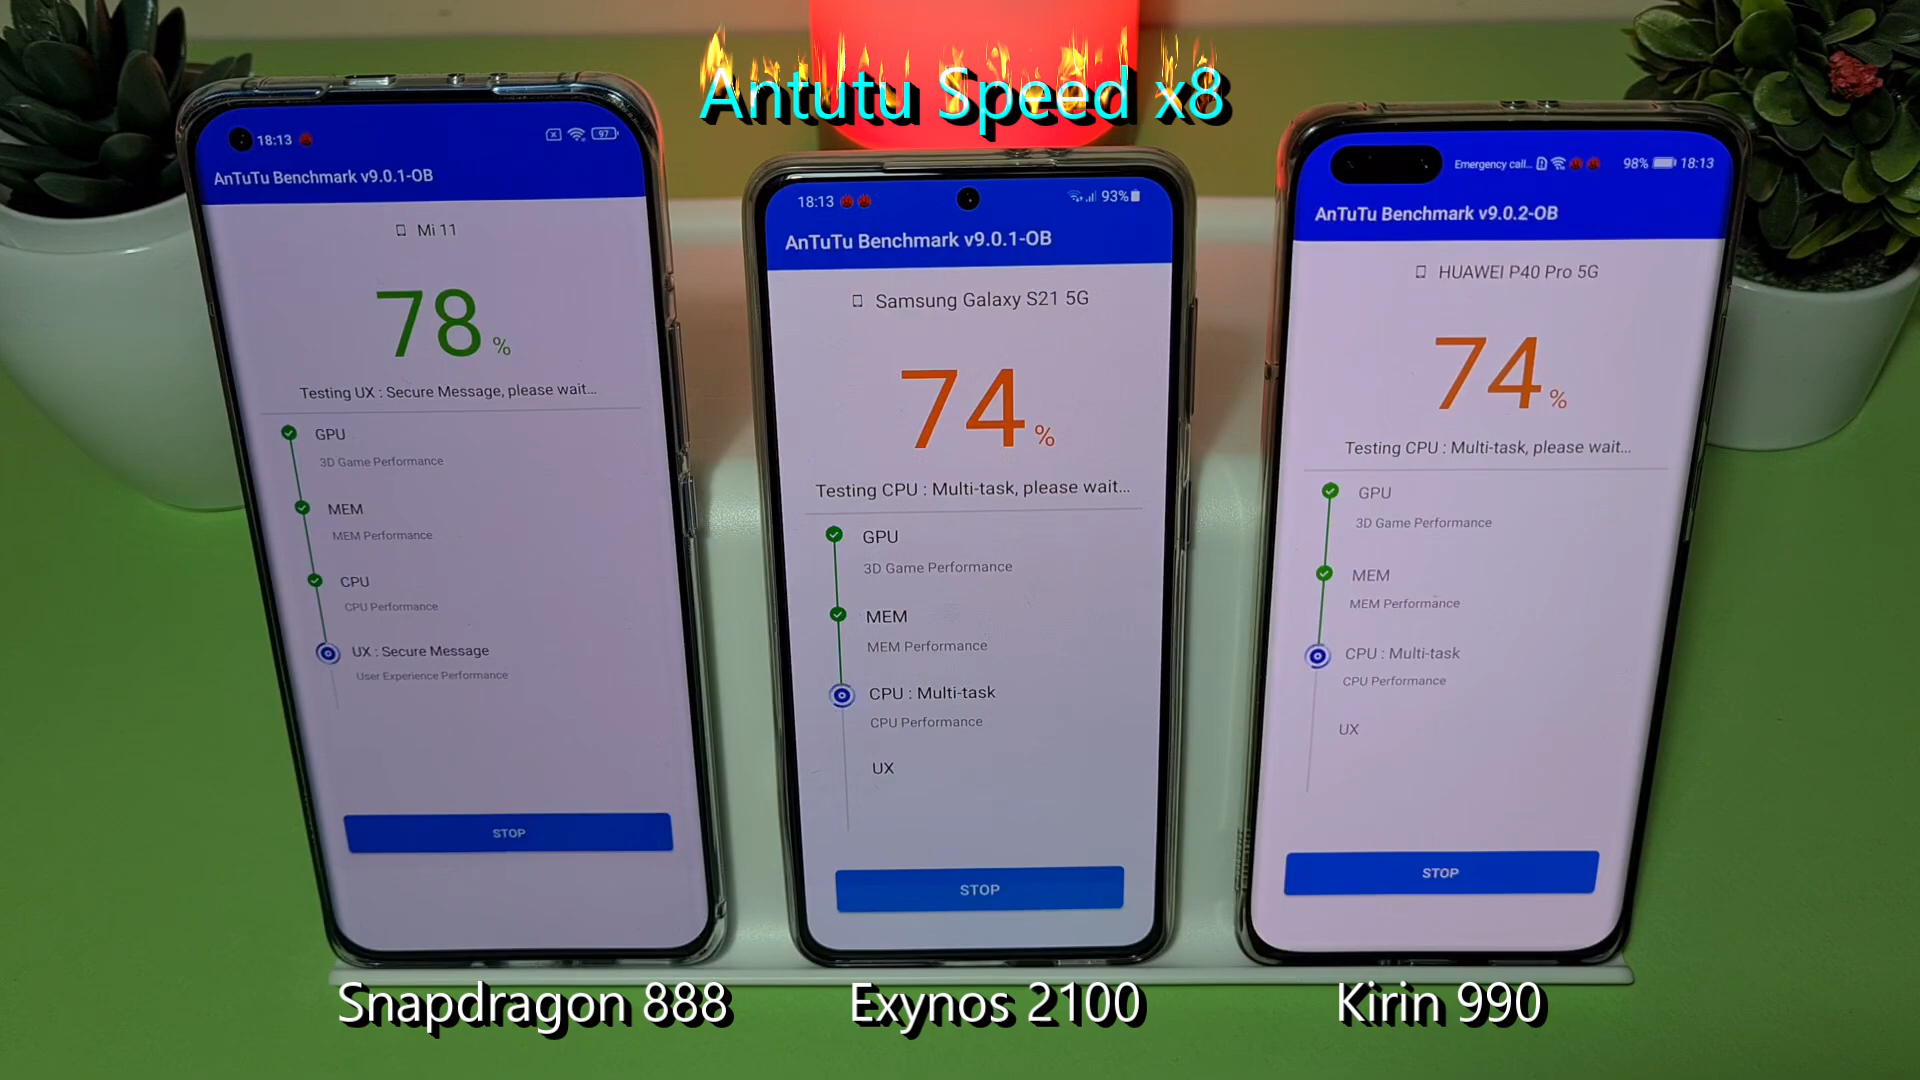 Antutu Speed x8
18:13
97
AnTuTu Benchmark v9.0.1-OB
Mi 11
78 %
Testing UX : Secure Message, please wait...
GPU
3D Game Performance
MEM
MEM Performance
CPU
CPU Performance
UX : Secure Message
User Experience Performance
STOP
Snapdragon 888
18:13
93%
AnTuTu Benchmark v9.0.1-OB
Samsung Galaxy S21 5G
74 %
Testing CPU : Multi-task, please wait...
GPU
3D Game Performance
MEM
MEM Performance
CPU : Multi-task
CPU Performance
UX
STOP
Exynos 2100
Emergency call... 98% 18:13
AnTuTu Benchmark v9.0.2-OB
HUAWEI P40 Pro 5G
74 %
Testing CPU : Multi-task, please wait...
GPU
3D Game Performance
MEM
MEM Performance
CPU : Multi-task
CPU Performance
UX
STOP
Kirin 990